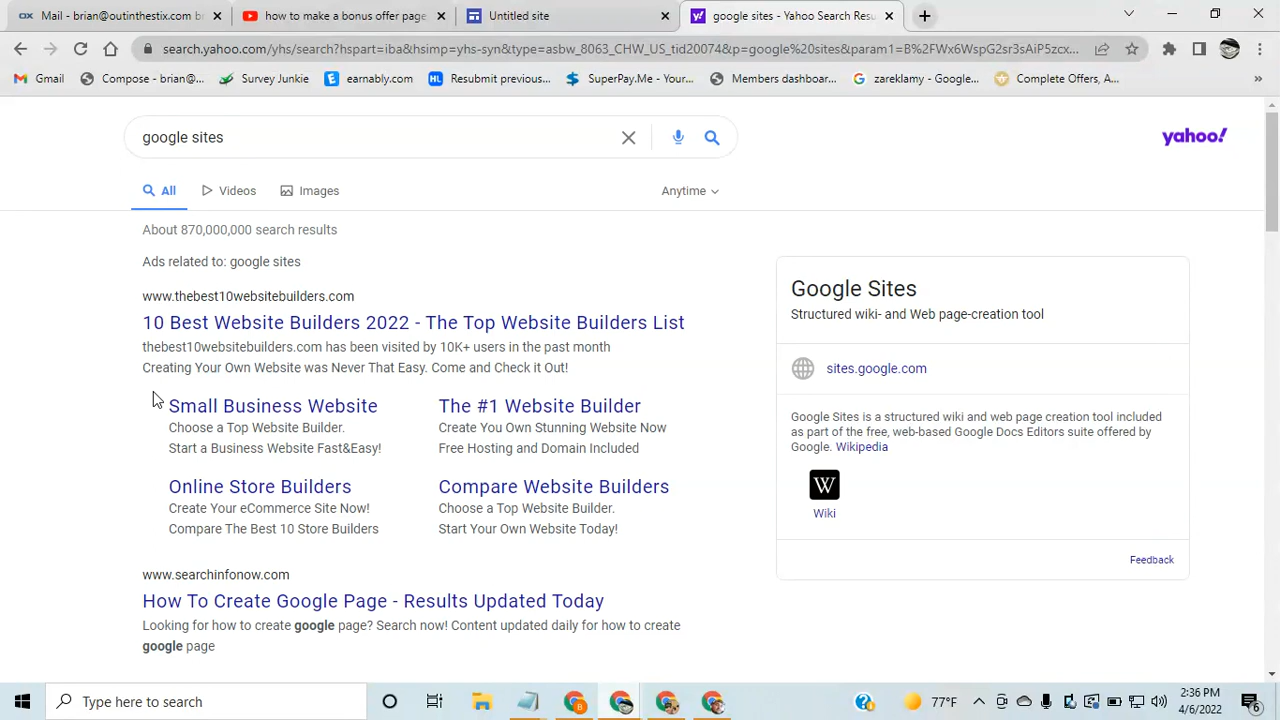 Mail - brian@outinthestix.com b
how to make a bonus offer page
Untitled site
google sites - Yahoo Search Res
search.yahoo.com/yhs/search?hspart=iba&hsimp=yhs-syn&type=asbw_8063_CHW_US_tid20074&p=google%20sites&param1=B%2FWx6WspG2sr3sAiP5zcx...
Gmail
Compose - brian@...
Survey Junkie
earnably.com
Resubmit previous...
SuperPay.Me - Your...
Members dashboar...
zareklamy - Google...
Complete Offers, A...
google sites
yahoo!
All
Videos
Images
Anytime
About 870,000,000 search results
Ads related to: google sites
www.thebest10websitebuilders.com
10 Best Website Builders 2022 - The Top Website Builders List
thebest10websitebuilders.com has been visited by 10K+ users in the past month
Creating Your Own Website was Never That Easy. Come and Check it Out!
Small Business Website
Choose a Top Website Builder.
Start a Business Website Fast&Easy!
The #1 Website Builder
Create You Own Stunning Website Now
Free Hosting and Domain Included
Online Store Builders
Create Your eCommerce Site Now!
Compare The Best 10 Store Builders
Compare Website Builders
Choose a Top Website Builder.
Start Your Own Website Today!
www.searchinfonow.com
How To Create Google Page - Results Updated Today
Looking for how to create google page? Search now! Content updated daily for how to create
google page
Google Sites
Structured wiki- and Web page-creation tool
sites.google.com
Google Sites is a structured wiki and web page creation tool included
as part of the free, web-based Google Docs Editors suite offered by
Google. Wikipedia
W
Wiki
Feedback
Type here to search
77°F
2:36 PM
4/6/2022
6